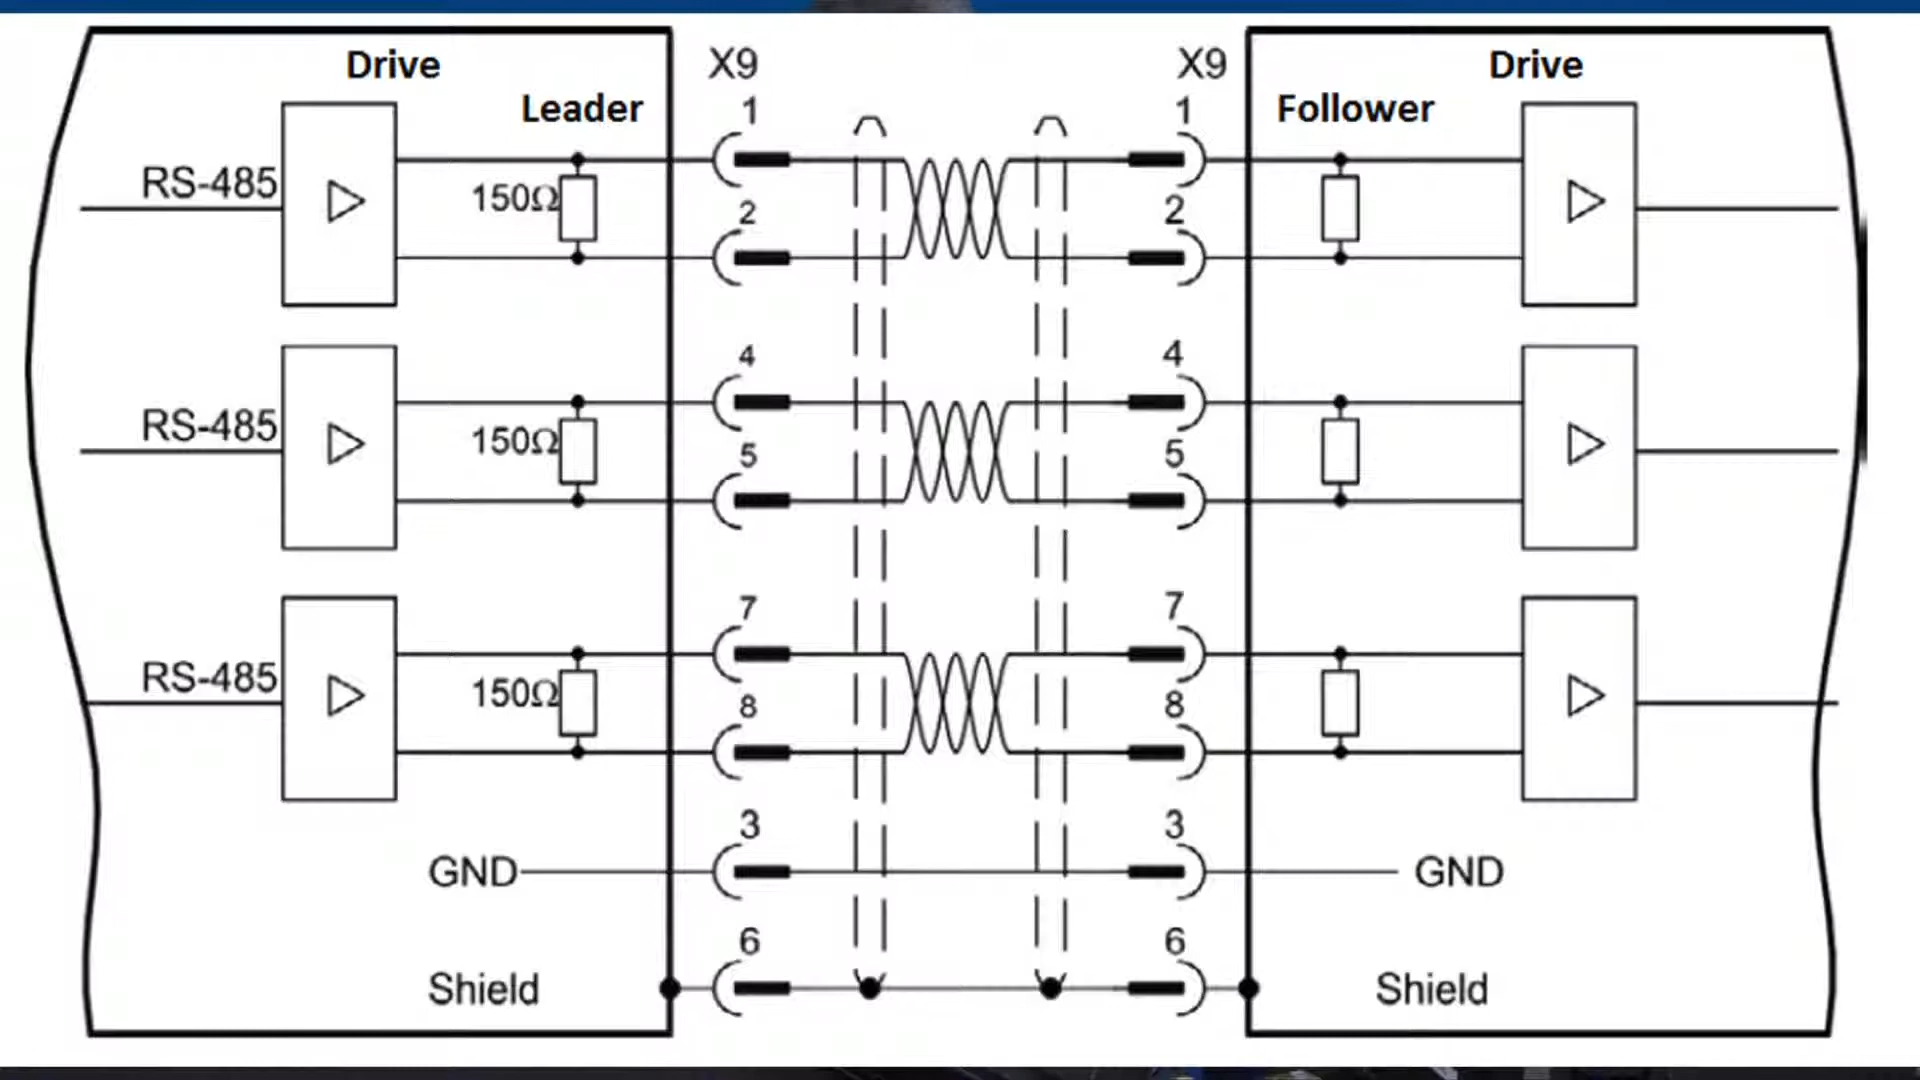 Drive
Leader
X9
X9
Drive
Follower
1
1
RS-485
150Ω
2
2
4
4
RS-485
150Ω
5
5
7
7
RS-485
150Ω
8
8
3
3
GND
GND
6
6
Shield
Shield